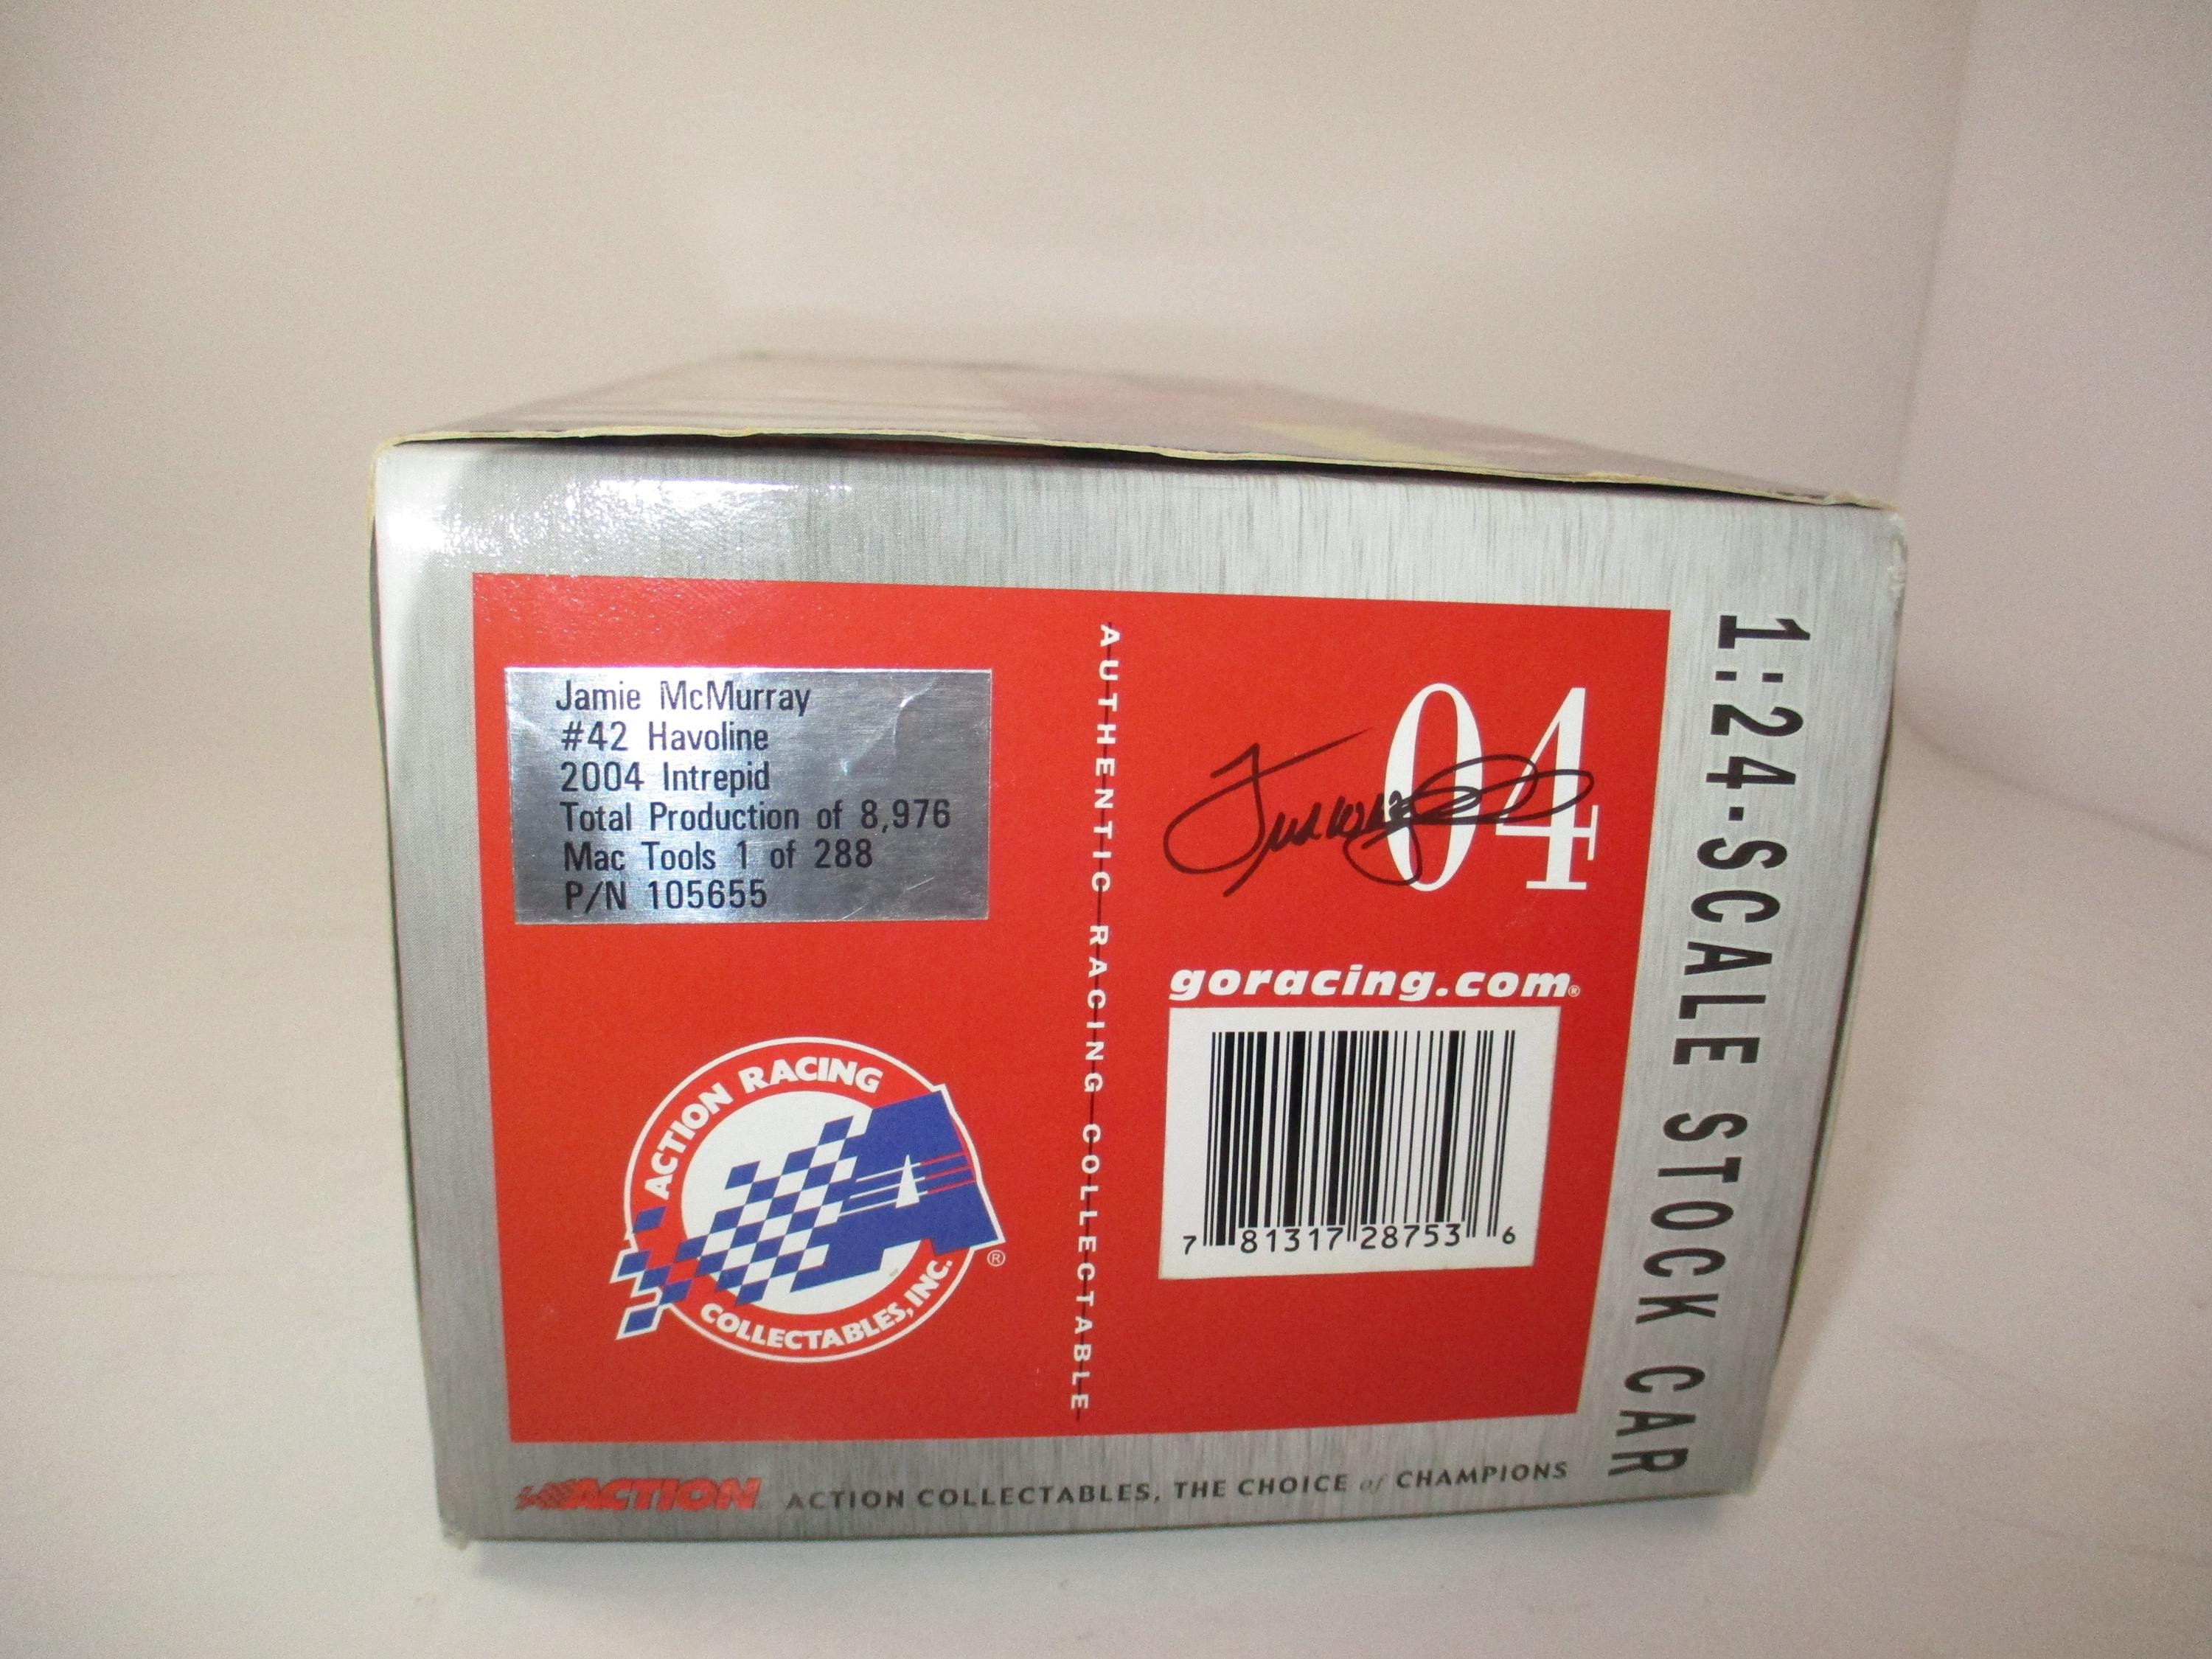 Jamie McMurray
#42 Havoline
2004 Intrepid
Total Production of 8,976
Mac Tools 1 of 288
P/N 105655
ACTION RACING
COLLECTABLES, INC.
®
AUTHENTIC RACING COLLECTABLE
04
goracing.com®
7 81317 28753 6
1:24-SCALE STOCK CAR
ACTION
ACTION COLLECTABLES, THE CHOICE of CHAMPIONS